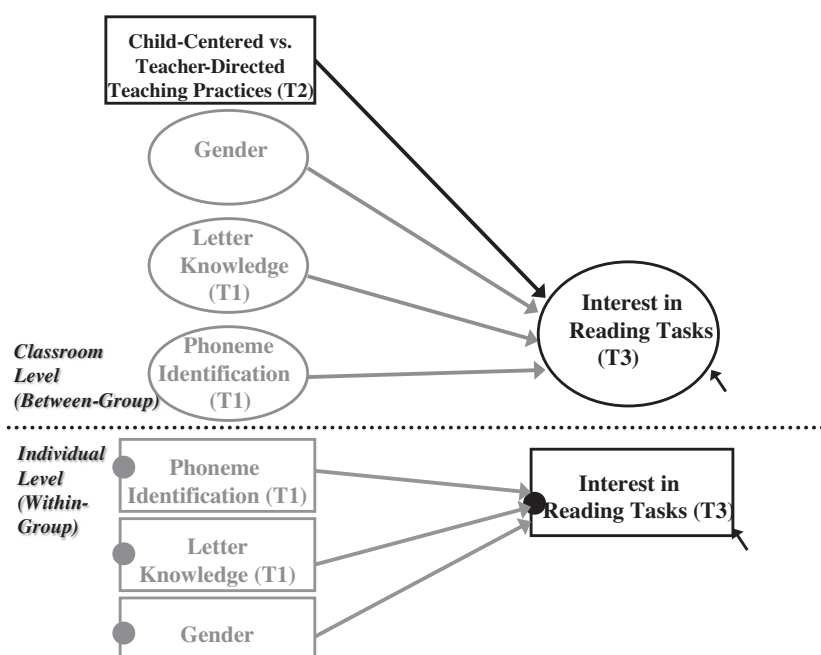 Child-Centered vs.
Teacher-Directed
Teaching Practices (T2)
Gender
Letter
Knowledge
(T1)
Interest in
Reading Tasks
(T3)
Phoneme
Identification
(T1)
Classroom
Level
(Between-Group)
Individual
Level
(Within-
Group)
Phoneme
Identification (T1)
Interest in
Reading Tasks (T3)
Letter
Knowledge (T1)
Gender